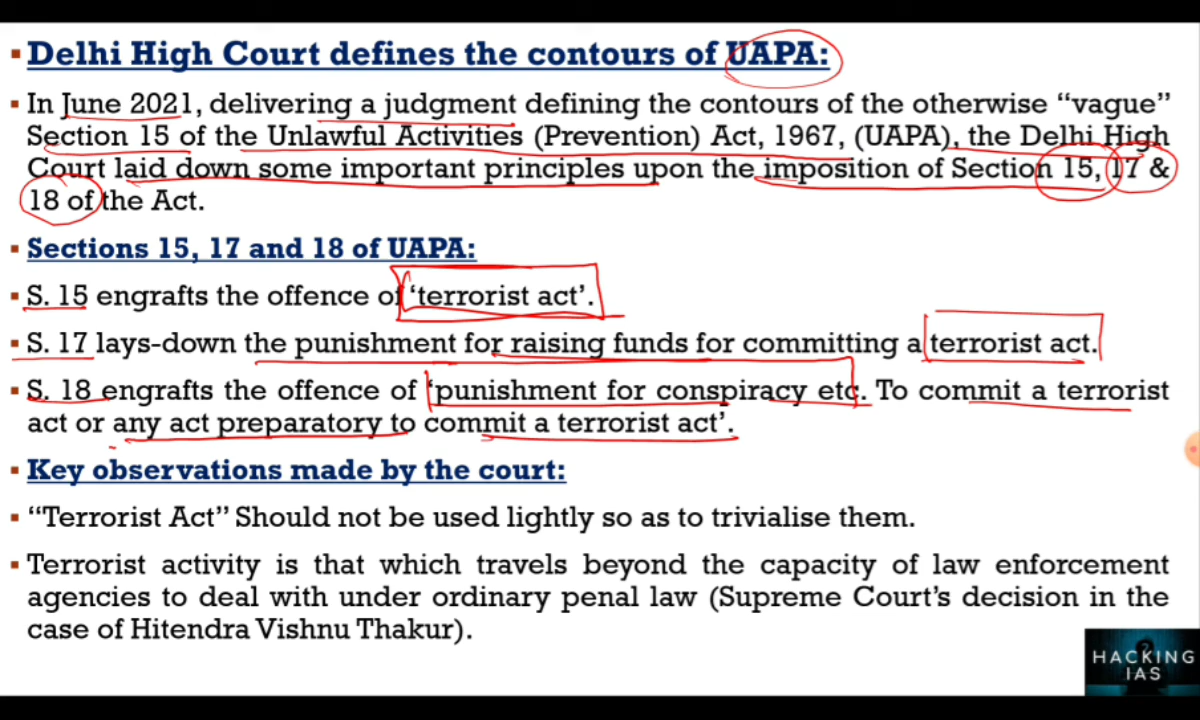 ▪ Delhi High Court defines the contours of UAPA:
▪ In June 2021, delivering a judgment defining the contours of the otherwise “vague”
Section 15 of the Unlawful Activities (Prevention) Act, 1967, (UAPA), the Delhi High
Court laid down some important principles upon the imposition of Section 15, 17 &
18 of the Act.
▪ Sections 15, 17 and 18 of UAPA:
▪ S. 15 engrafts the offence of ‘terrorist act’.
▪ S. 17 lays-down the punishment for raising funds for committing a terrorist act.
▪ S. 18 engrafts the offence of ‘punishment for conspiracy etc. To commit a terrorist
act or any act preparatory to commit a terrorist act’.
▪ Key observations made by the court:
▪ “Terrorist Act” Should not be used lightly so as to trivialise them.
▪ Terrorist activity is that which travels beyond the capacity of law enforcement
agencies to deal with under ordinary penal law (Supreme Court’s decision in the
case of Hitendra Vishnu Thakur).
HACKING
IAS